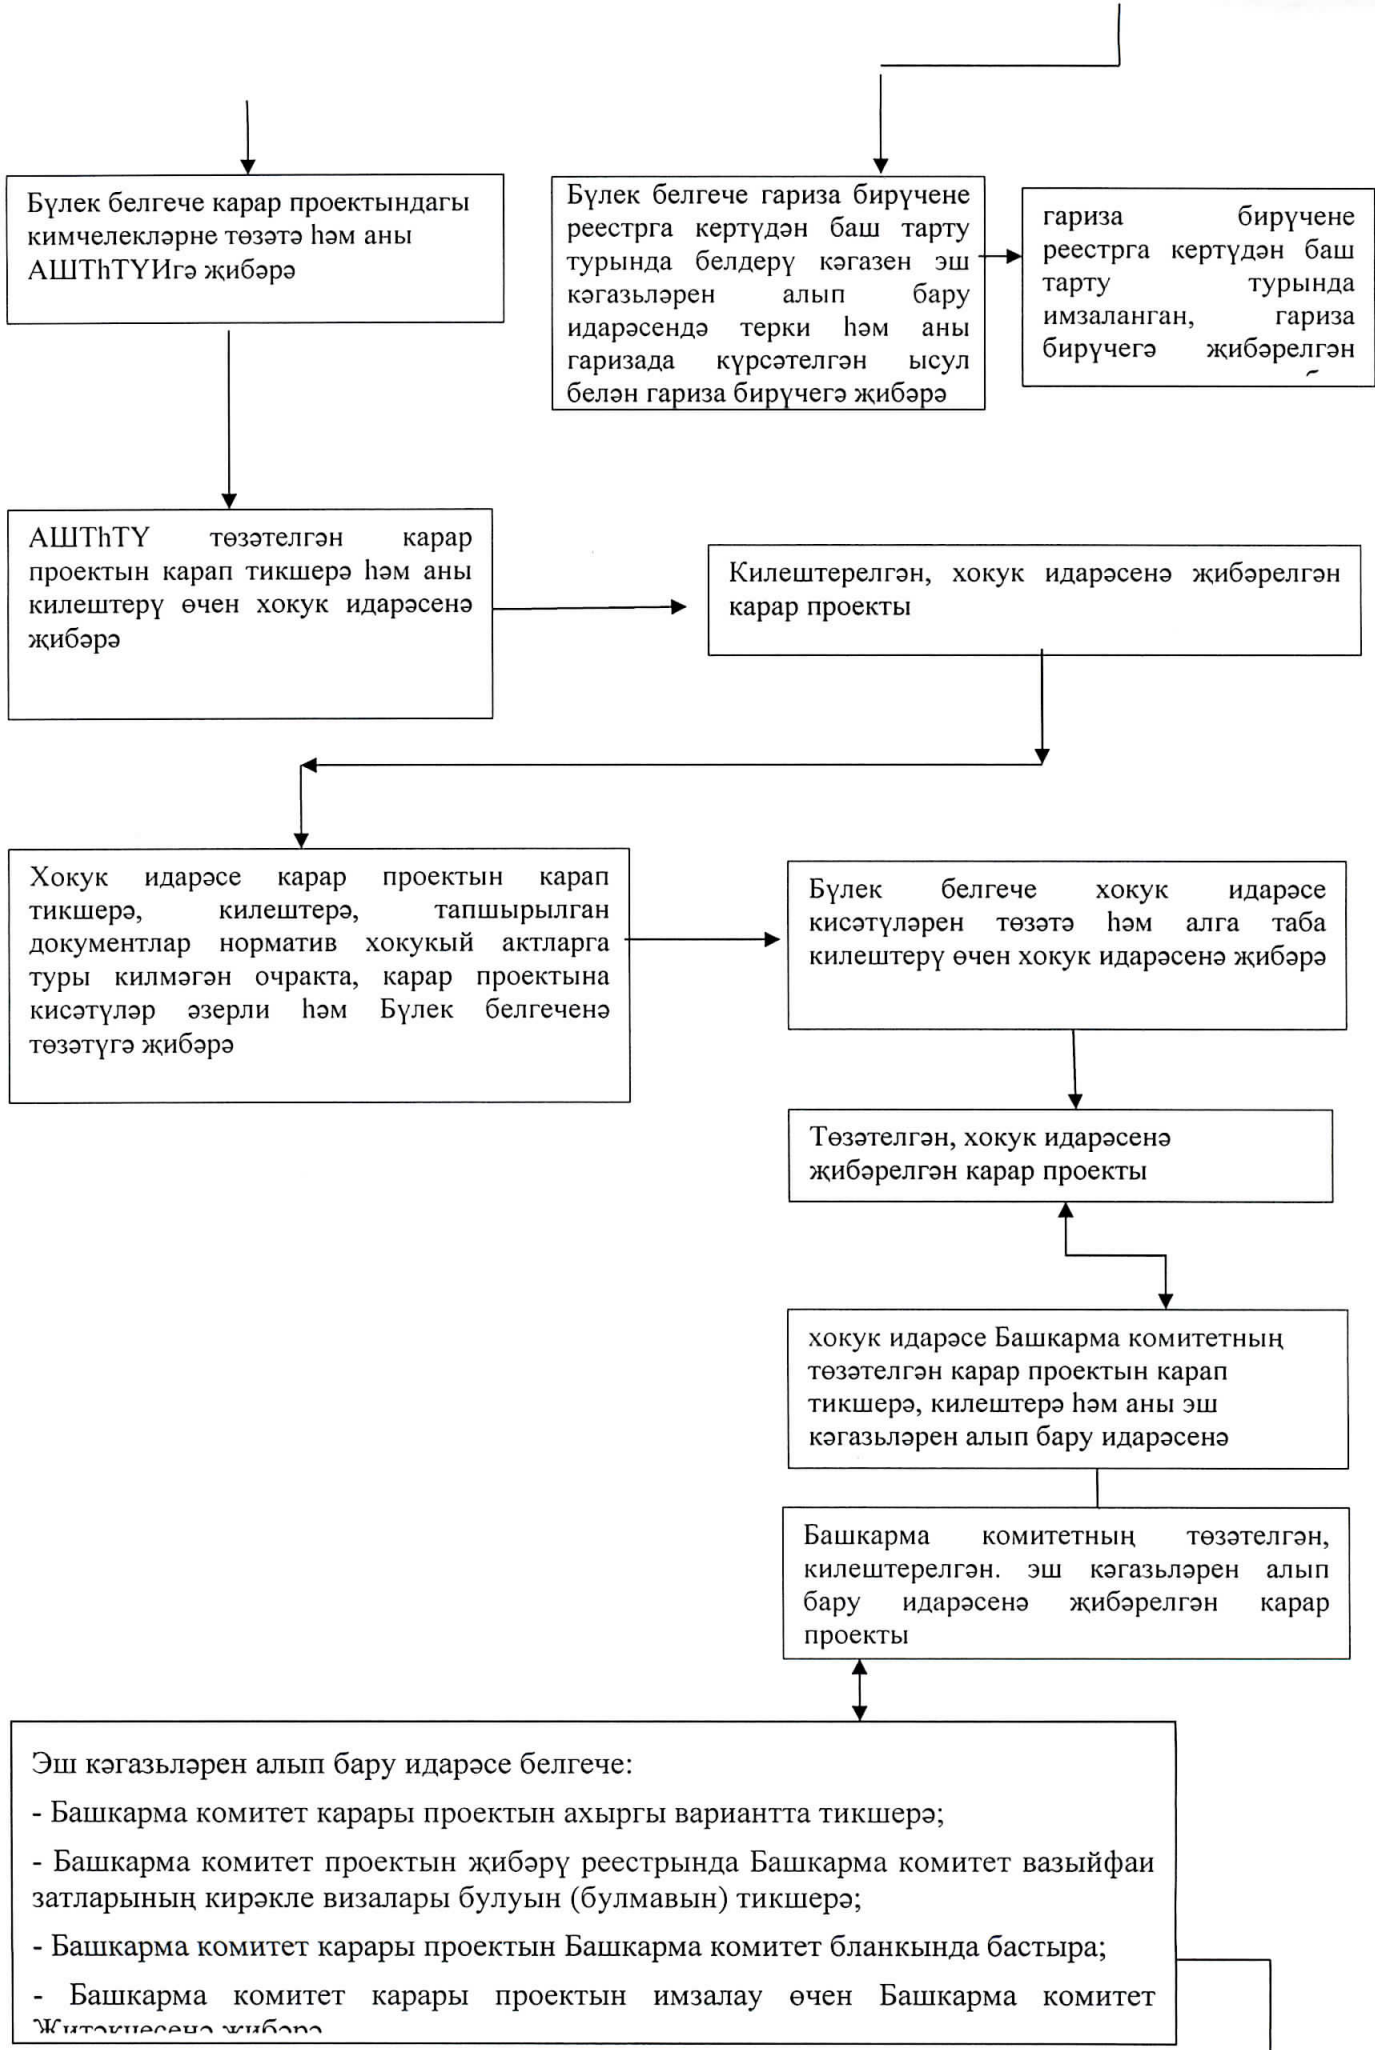 Бүлек белгече карар проектындагы
кимчелекләрне төзәтә һәм аны
АШТһТҮИгә җибәрә
Бүлек белгече гариза бирүчене
реестрга кертүдән баш тарту
турында белдерү кәгазен эш
кәгазьләрен алып бару
идарәсендә терки һәм аны
гаризада күрсәтелгән ысул
белән гариза бирүчегә җибәрә
гариза бирүчене
реестрга кертүдән баш
тарту турында
имзаланган, гариза
бирүчегә җибәрелгән
АШТһТҮ төзәтелгән карар
проектын карап тикшерә һәм аны
килештерү өчен хокук идарәсенә
җибәрә
Килештерелгән, хокук идарәсенә җибәрелгән
карар проекты
Хокук идарәсе карар проектын карап
тикшерә, килештерә, тапшырылган
документлар норматив хокукый актларга
туры килмәгән очракта, карар проектына
кисәтүләр әзерли һәм Бүлек белгеченә
төзәтүгә җибәрә
Бүлек белгече хокук идарәсе
кисәтүләрен төзәтә һәм алга таба
килештерү өчен хокук идарәсенә җибәрә
Төзәтелгән, хокук идарәсенә
җибәрелгән карар проекты
хокук идарәсе Башкарма комитетның
төзәтелгән карар проектын карап
тикшерә, килештерә һәм аны эш
кәгазьләрен алып бару идарәсенә
Башкарма комитетның төзәтелгән,
килештерелгән. эш кәгазьләрен алып
бару идарәсенә җибәрелгән карар
проекты
Эш кәгазьләрен алып бару идарәсе белгече:
- Башкарма комитет карары проектын ахыргы вариантта тикшерә;
- Башкарма комитет проектын җибәрү реестрында Башкарма комитет вазыйфаи
затларының кирәкле визалары булуын (булмавын) тикшерә;
- Башкарма комитет карары проектын Башкарма комитет бланкында бастыра;
- Башкарма комитет карары проектын имзалау өчен Башкарма комитет
Җитәкчесенә җибәрә